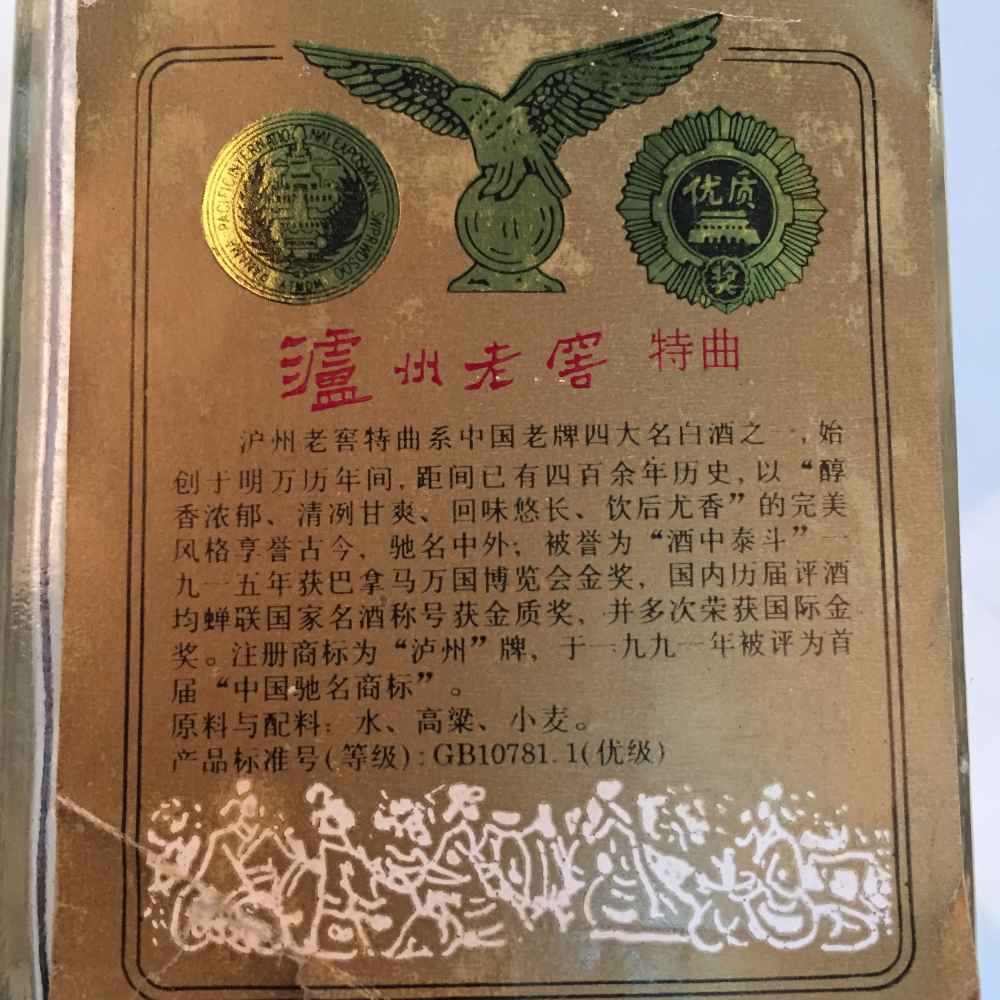 PANAMA PACIFIC INTERNATIONAL EXPOSITION
优质
奖
泸州老窖 特曲
泸州老窖特曲系中国老牌四大名白酒之一,始
创于明万历年间,距间已有四百余年历史,以“醇
香浓郁、清冽甘爽、回味悠长、饮后尤香”的完美
风格享誉古今,驰名中外;被誉为“酒中泰斗”一
九一五年获巴拿马万国博览会金奖,国内历届评酒
均蝉联国家名酒称号获金质奖,并多次荣获国际金
奖。注册商标为“泸州”牌,于一九九一年被评为首
届“中国驰名商标”。
原料与配料:水、高粱、小麦。
产品标准号(等级):GB10781.1(优级)